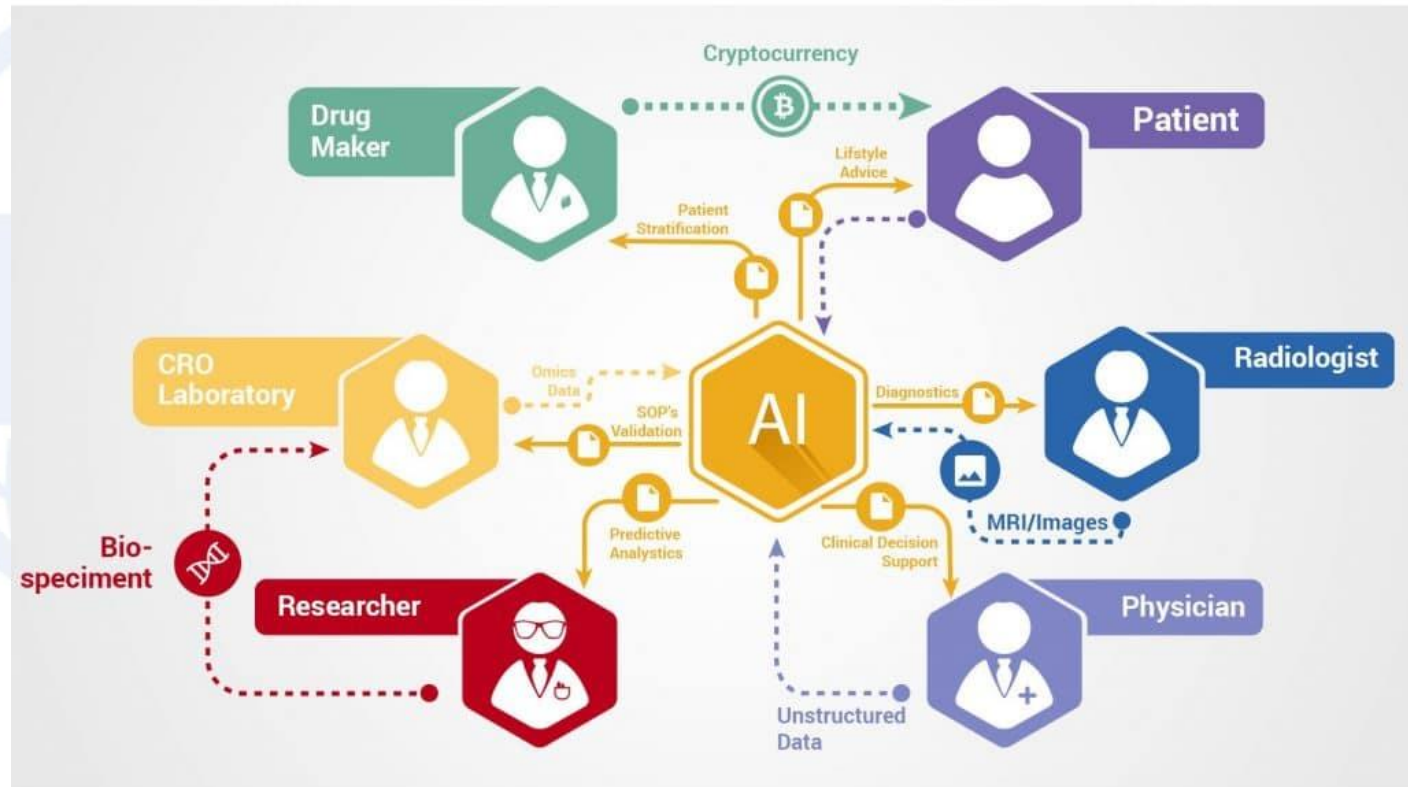 Cryptocurrency
Drug
Maker
Patient
Lifstyle
Advice
Patient
Stratification
CRO
Laboratory
Omics
Data
SOP's
Validation
AI
Diagnostics
Radiologist
MRI/Images
Bio-
speciment
Predictive
Analystics
Clinical Decision
Support
Researcher
Physician
Unstructured
Data